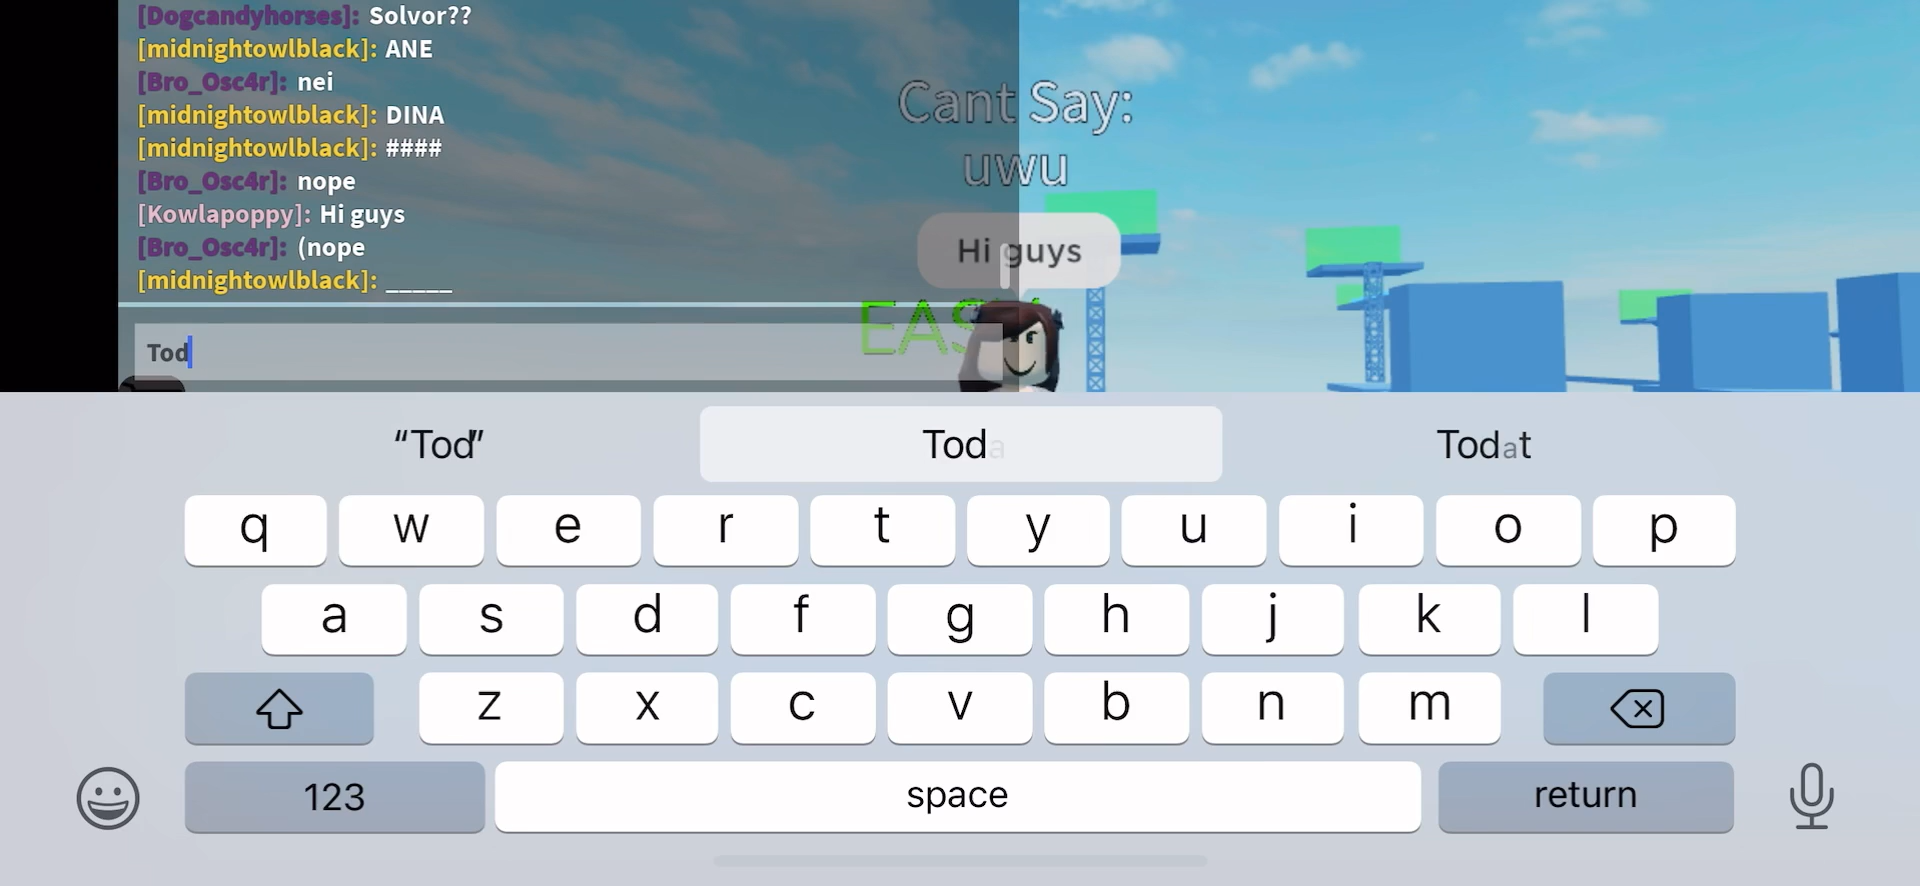 [Dogcandyhorses]: Solvor??
[midnightowlblack]: ANE
[Bro_Osc4r]: nei
[midnightowlblack]: DINA
[midnightowlblack]: ####
[Bro_Osc4r]: nope
[Kowlapoppy]: Hi guys
[Bro_Osc4r]: (nope
[midnightowlblack]: _____
Cant Say:
uwu
Hi guys
Tod
“Tod” Toda Todat
q w e r t y u i o p
a s d f g h j k l
z x c v b n m
123 space return